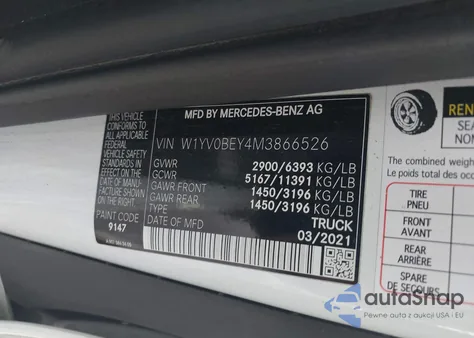 MFD BY MERCEDES-BENZ AG
VIN W1YV0BEY4M3866526
GVWR 2900/6393 KG/LB
GCWR 5167/11391 KG/LB
GAWR FRONT 1450/3196 KG/LB
GAWR REAR 1450/3196 KG/LB
TYPE TRUCK
DATE OF MFD 03/2021
THIS VEHICLE
TO ALL APPLICABLE
FEDERAL MOTOR
VEHICLE SAFETY
STANDARDS
IN EFFECT ON THE
DATE OF MANUFAC-
TURE SHOWN
ABOVE
PAINT CODE
9147
The combined weight
Le poids total des occ
TIRE
PNEU
FRONT
AVANT
REAR
ARRIÈRE
SPARE
DE SECOURS
autoSnap
Pewne auta z aukcji USA i EU